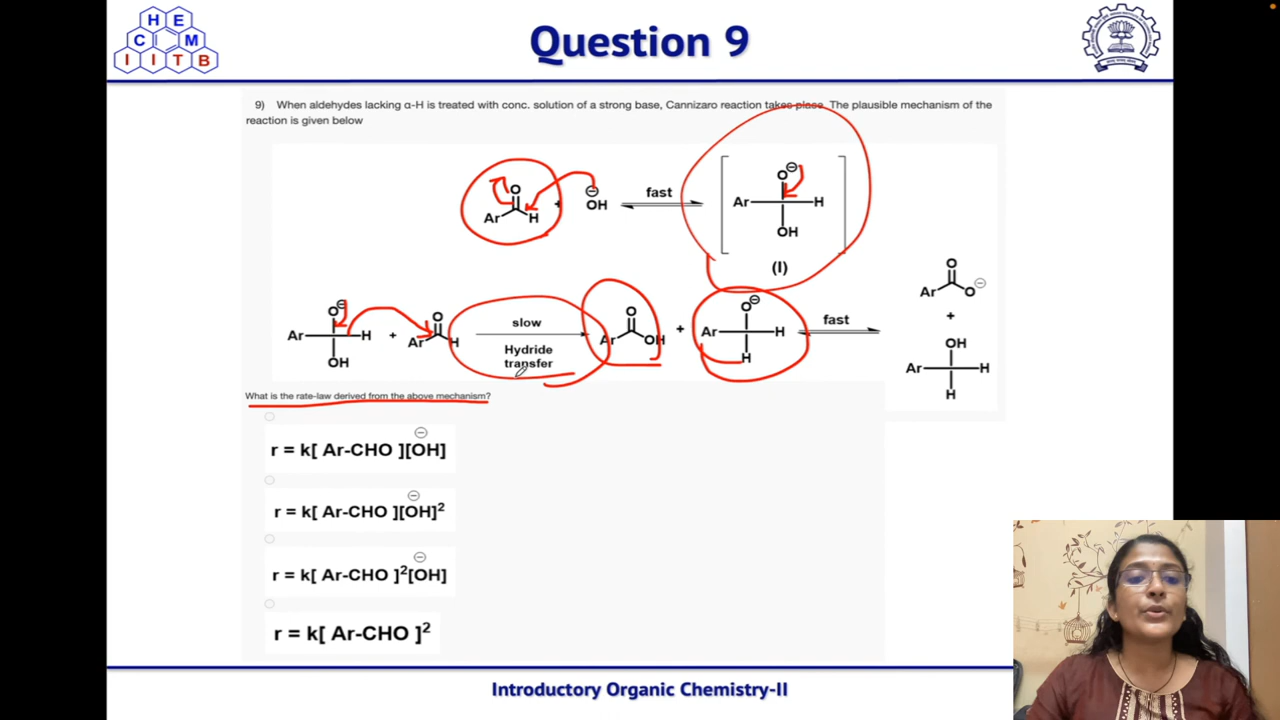 H E
C M
I I T B
Question 9
9) When aldehydes lacking α-H is treated with conc. solution of a strong base, Cannizaro reaction takes place. The plausible mechanism of the
reaction is given below
O
Ar H
+
⊖
OH
fast
O⊖
Ar H
OH
(I)
O⊖
Ar H
OH
+
O
Ar H
slow
Hydride
transfer
O
Ar OH
+
O⊖
Ar H
H
fast
O
Ar O⊖
+
OH
Ar H
H
What is the rate-law derived from the above mechanism?
r = k[ Ar-CHO ][O⊖H]
r = k[ Ar-CHO ][O⊖H]²
r = k[ Ar-CHO ]²[O⊖H]
r = k[ Ar-CHO ]²
Introductory Organic Chemistry-II